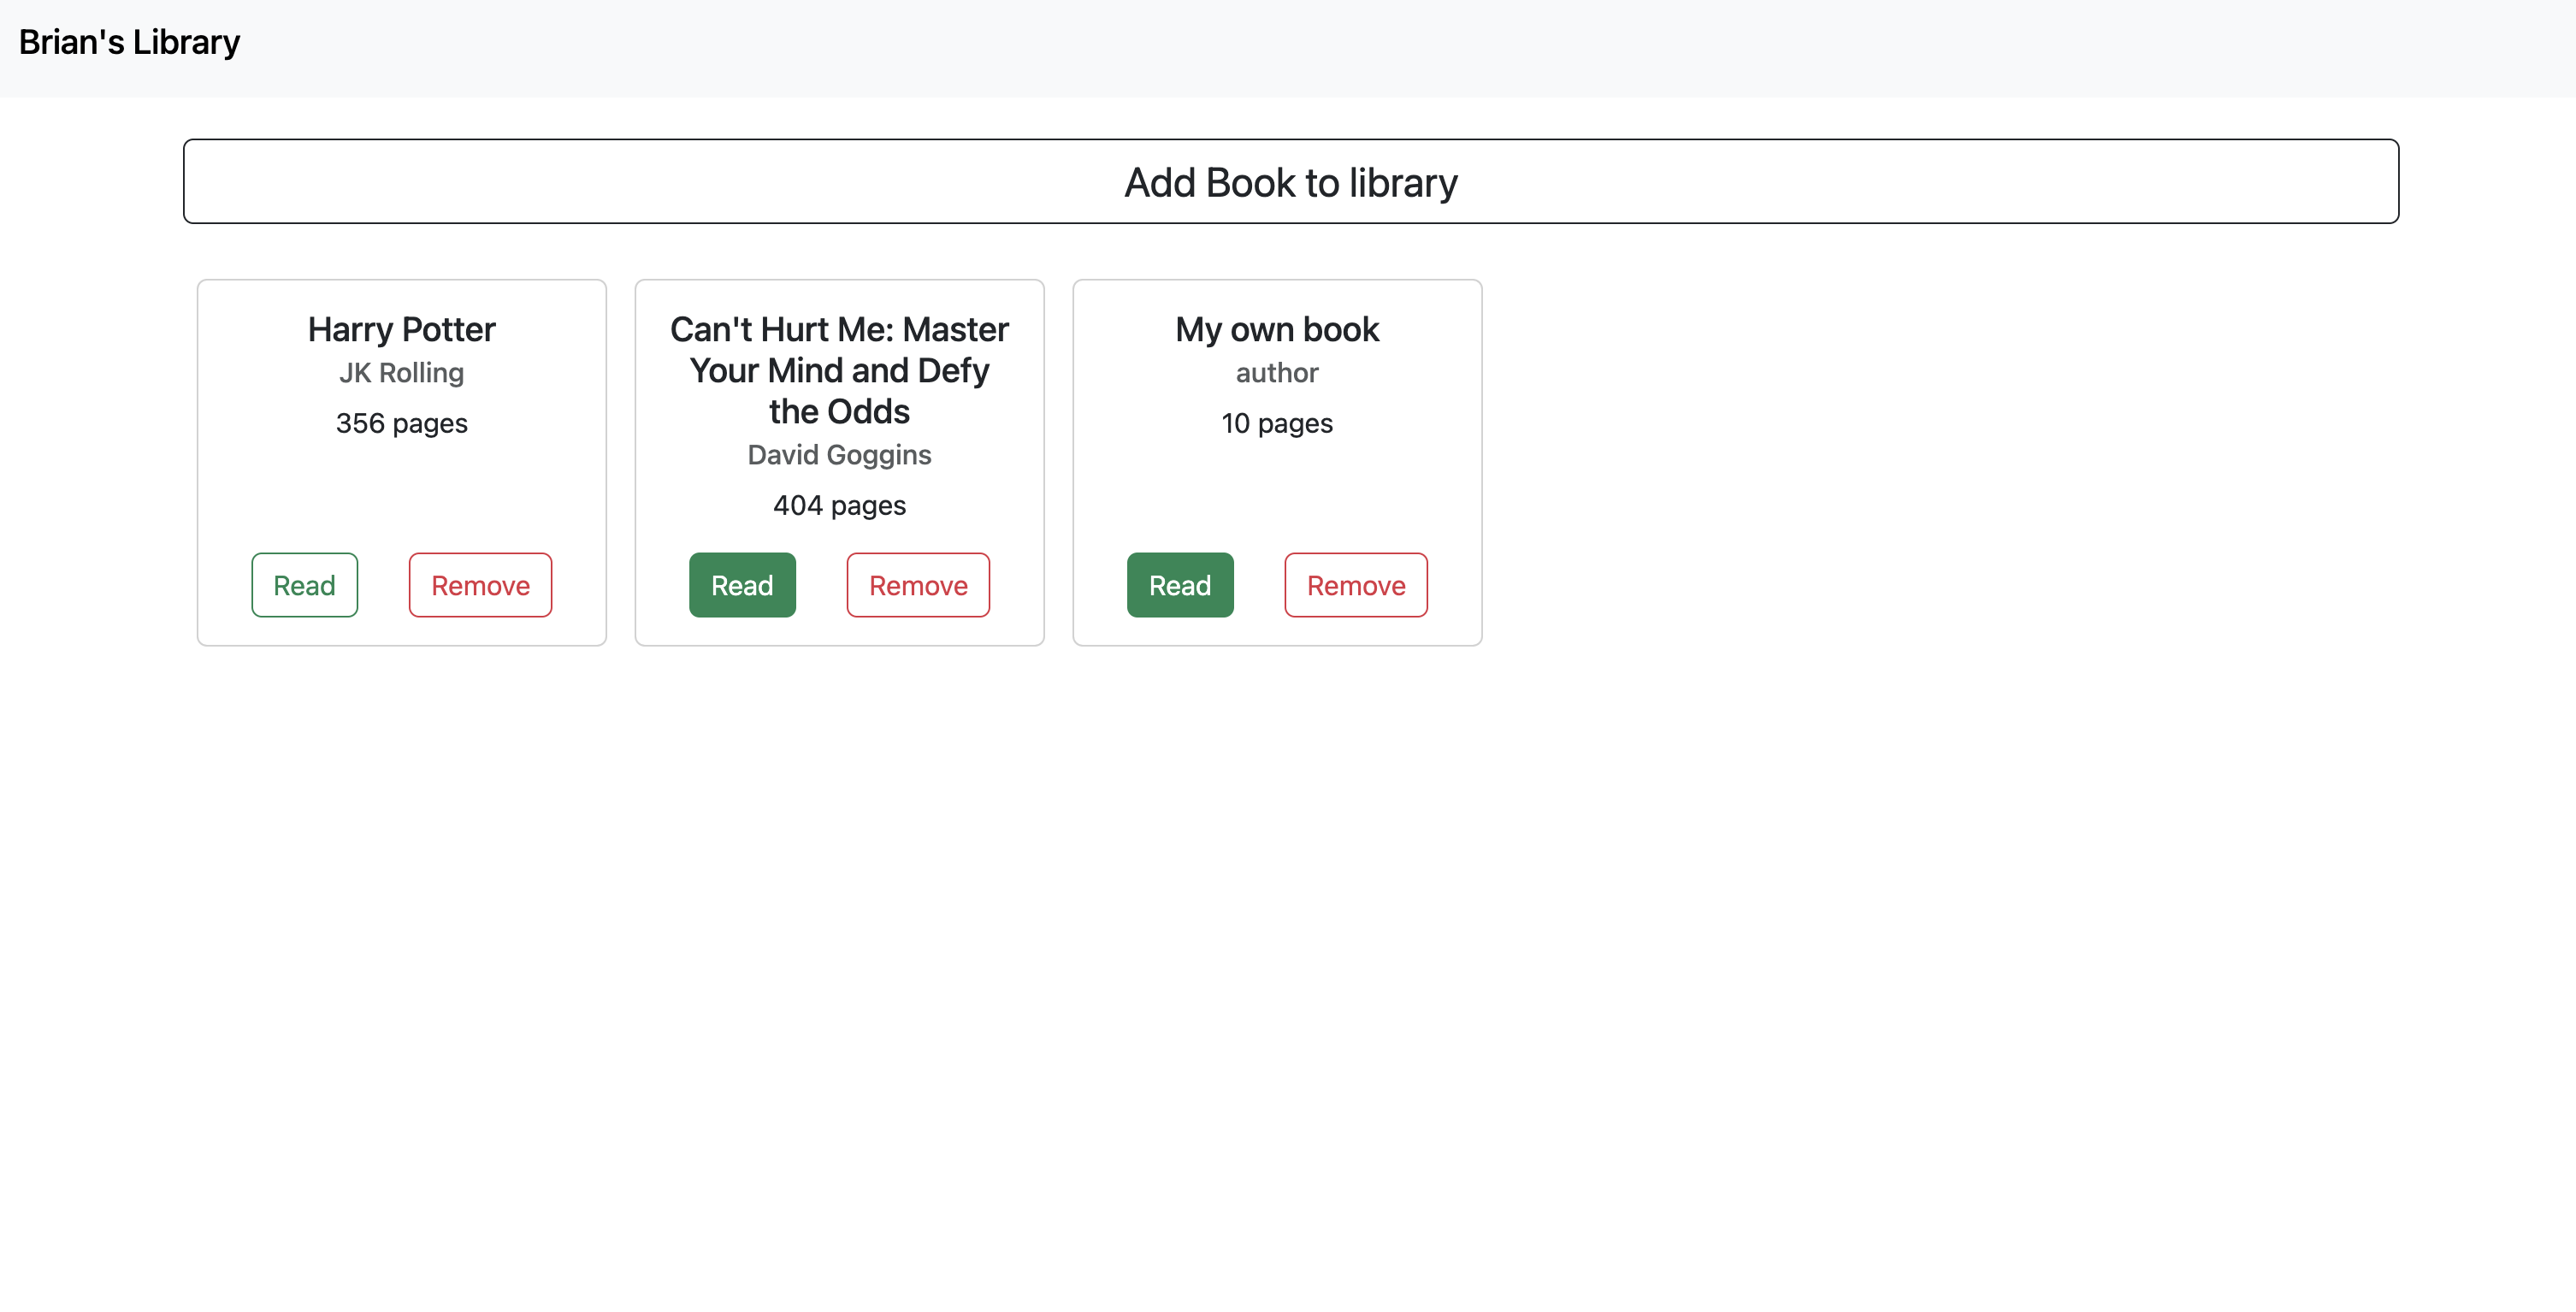 Brian's Library
Add Book to library
Harry Potter
JK Rolling
356 pages
Read Remove
Can't Hurt Me: Master
Your Mind and Defy
the Odds
David Goggins
404 pages
Read Remove
My own book
author
10 pages
Read Remove